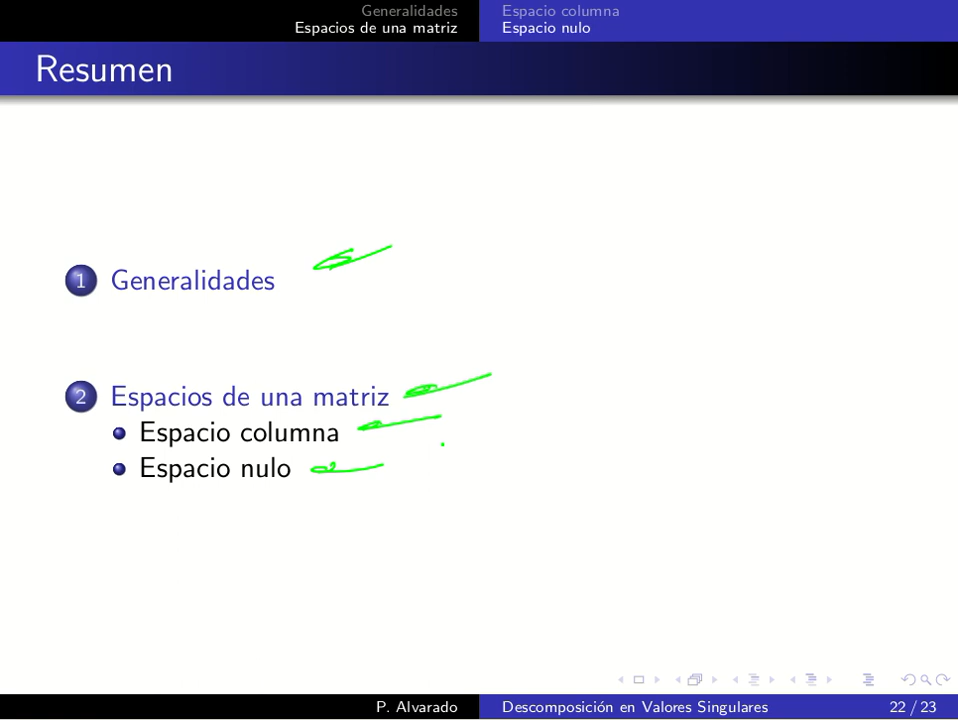 Generalidades
Espacios de una matriz
Espacio columna
Espacio nulo
Resumen
1 Generalidades
2 Espacios de una matriz
Espacio columna
Espacio nulo
P. Alvarado
Descomposición en Valores Singulares
22 / 23